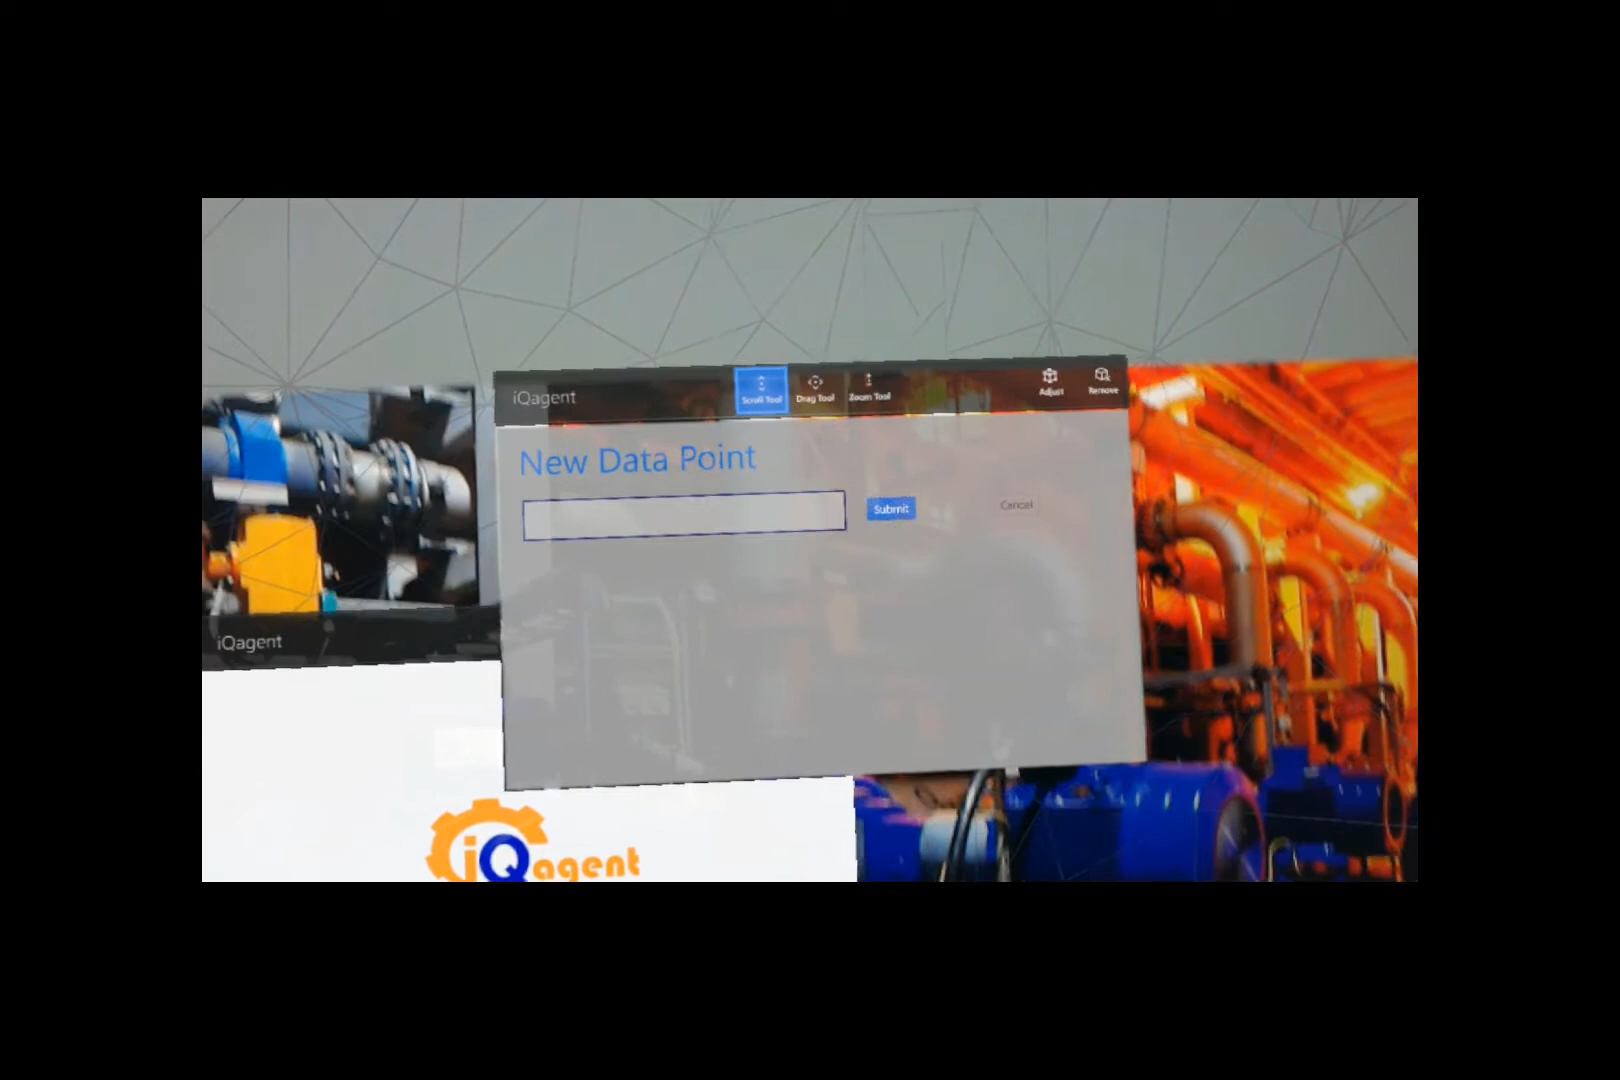 iQagent
Scroll Tool
Drag Tool
Zoom Tool
Adjust
Remove
New Data Point
Submit
Cancel
iQagent
iQagent